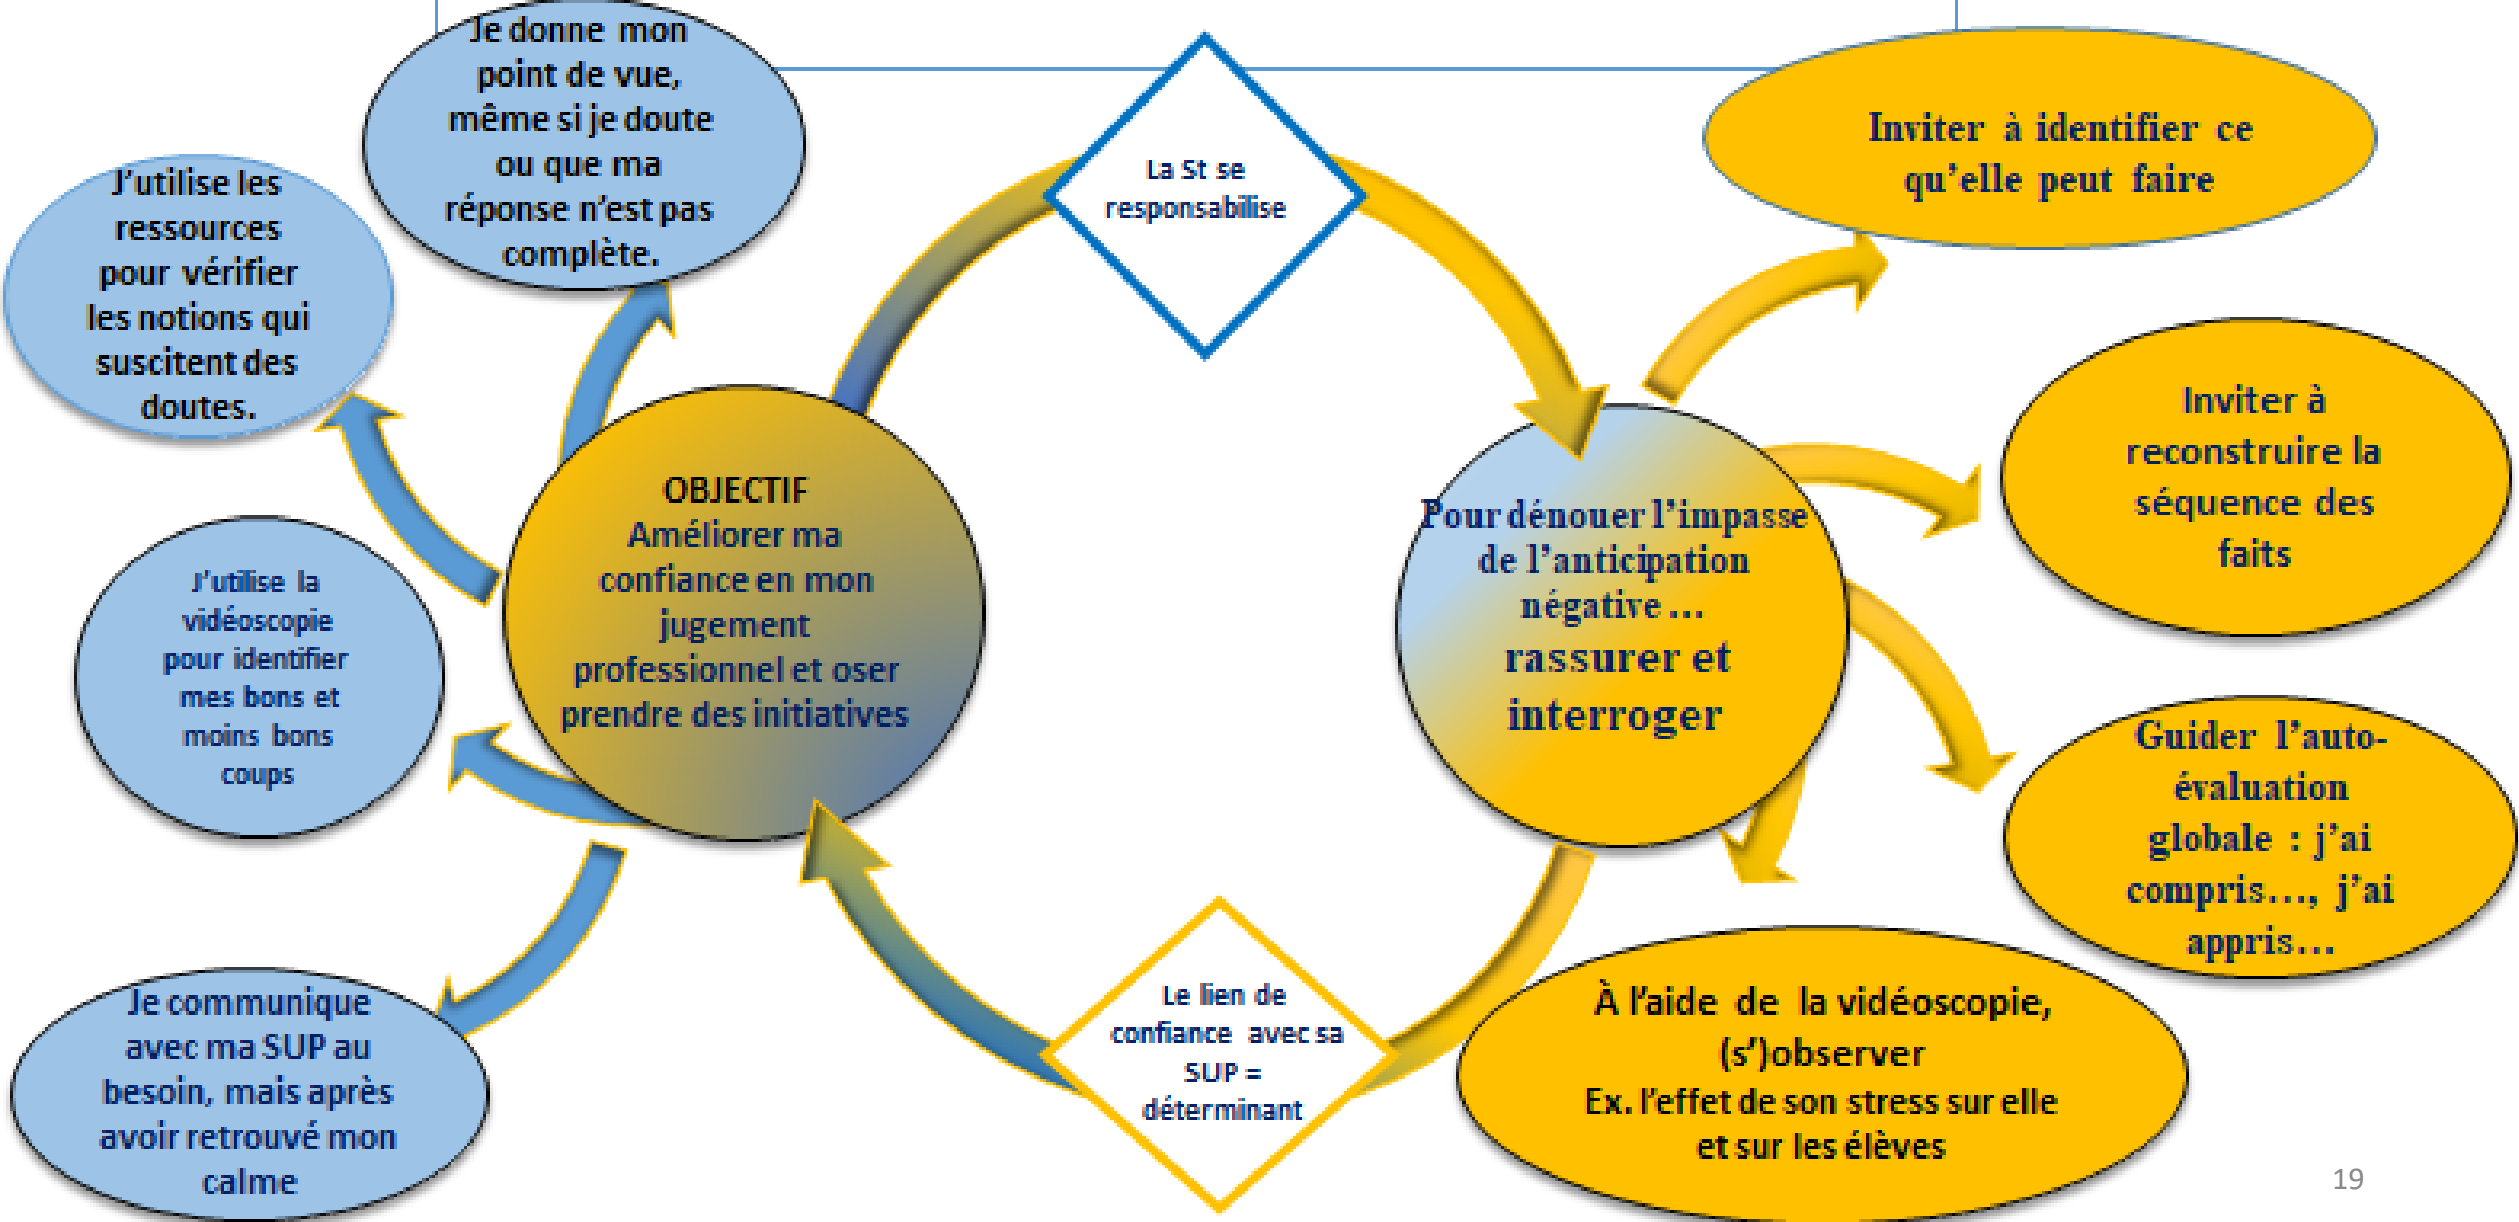 Je donne mon
point de vue,
même si je doute
ou que ma
réponse n'est pas
complète.
J'utilise les
ressources
pour vérifier
les notions qui
suscitent des
doutes.
J'utilise la
vidéoscopie
pour identifier
mes bons et
moins bons
coups
Je communique
avec ma SUP au
besoin, mais après
avoir retrouvé mon
calme
OBJECTIF
Améliorer ma
confiance en mon
jugement
professionnel et oser
prendre des initiatives
La St se
responsabilise
Pour dénouer l'impasse
de l'anticipation
négative ...
rassurer et
interroger
Le lien de
confiance avec sa
SUP =
déterminant
Inviter à identifier ce
qu'elle peut faire
Inviter à
reconstruire la
séquence des
faits
Guider l'auto-
évaluation
globale : j'ai
compris..., j'ai
appris...
À l'aide de la vidéoscopie,
(s')observer
Ex. l'effet de son stress sur elle
et sur les élèves
19